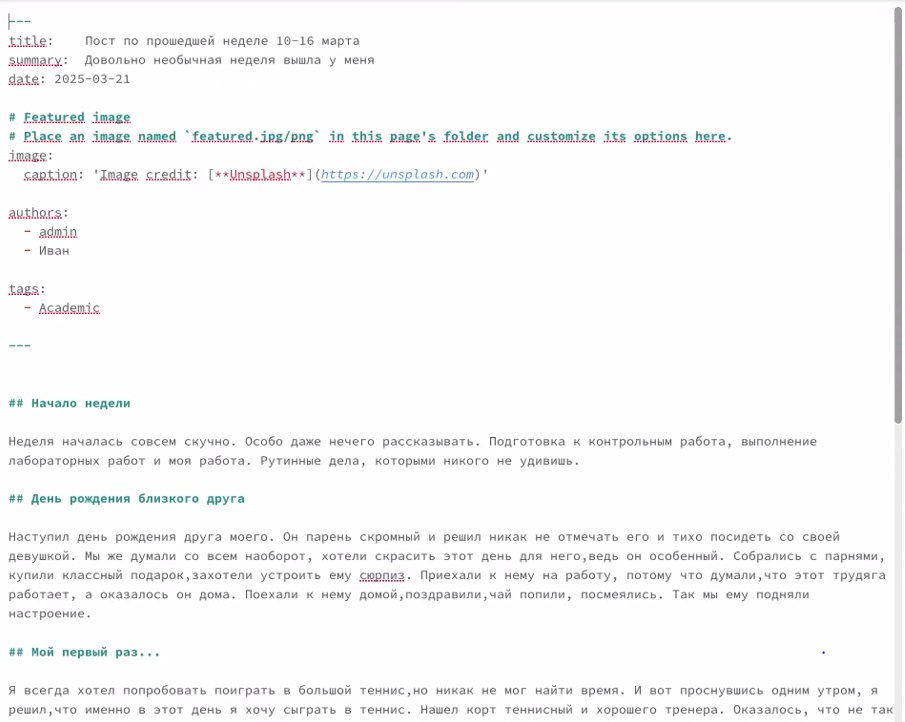 ---
title:    Пост по прошедшей неделе 10-16 марта
summary:  Довольно необычная неделя вышла у меня
date: 2025-03-21
# Featured image
# Place an image named `featured.jpg/png` in this page's folder and customize its options here.
image:
  caption: 'Image credit: [**Unsplash**](https://unsplash.com)'
authors:
  - admin
  - Иван
tags:
  - Academic
---
## Начало недели
Неделя началась совсем скучно. Особо даже нечего рассказывать. Подготовка к контрольным работа, выполнение
лабораторных работ и моя работа. Рутинные дела, которыми никого не удивишь.
## День рождения близкого друга
Наступил день рождения друга моего. Он парень скромный и решил никак не отмечать его и тихо посидеть со своей
девушкой. Мы же думали со всем наоборот, хотели скрасить этот день для него,ведь он особенный. Собрались с парнями,
купили классный подарок,захотели устроить ему сюрпиз. Приехали к нему на работу, потому что думали,что этот трудяга
работает, а оказалось он дома. Поехали к нему домой,поздравили,чай попили, посмеялись. Так мы ему подняли
настроение.
## Мой первый раз...
Я всегда хотел попробовать поиграть в большой теннис,но никак не мог найти время. И вот проснувшись одним утром, я
решил,что именно в этот день я хочу сыграть в теннис. Нашел корт теннисный и хорошего тренера. Оказалось, что не так